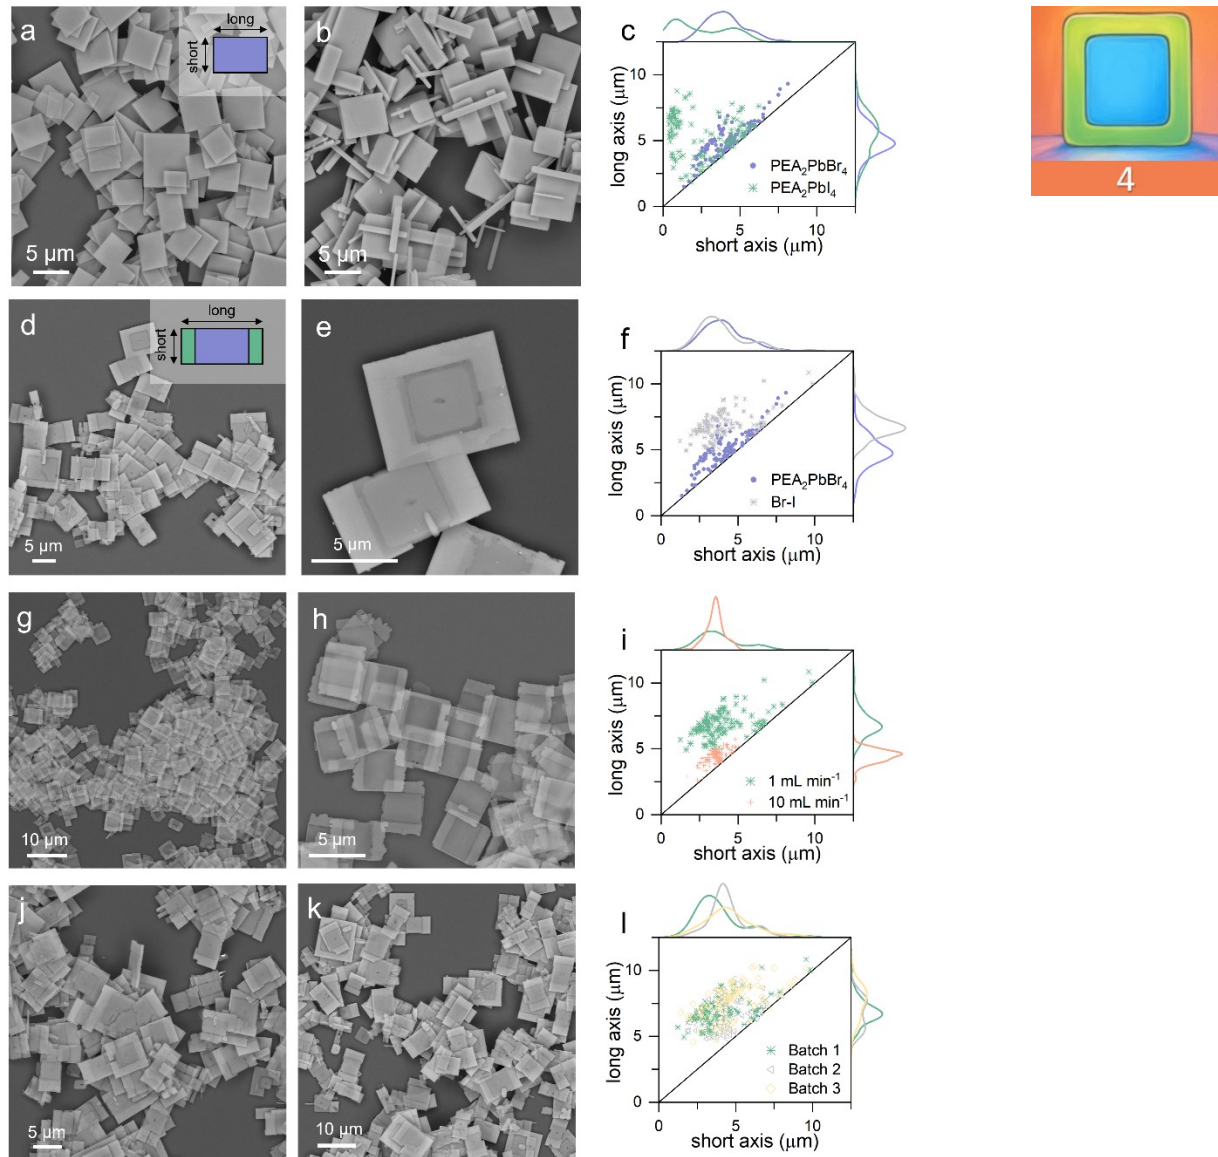 a
long
short
5 μm
b
5 μm
c
long axis (μm)
10
5
0
PEA₂PbBr₄
PEA₂PbI₄
0
5
10
short axis (μm)
4
d
long
short
5 μm
e
5 μm
f
long axis (μm)
10
5
0
PEA₂PbBr₄
Br-I
0
5
10
short axis (μm)
g
10 μm
h
5 μm
i
long axis (μm)
10
5
0
1 mL min⁻¹
10 mL min⁻¹
0
5
10
short axis (μm)
j
5 μm
k
10 μm
l
long axis (μm)
10
5
0
Batch 1
Batch 2
Batch 3
0
5
10
short axis (μm)